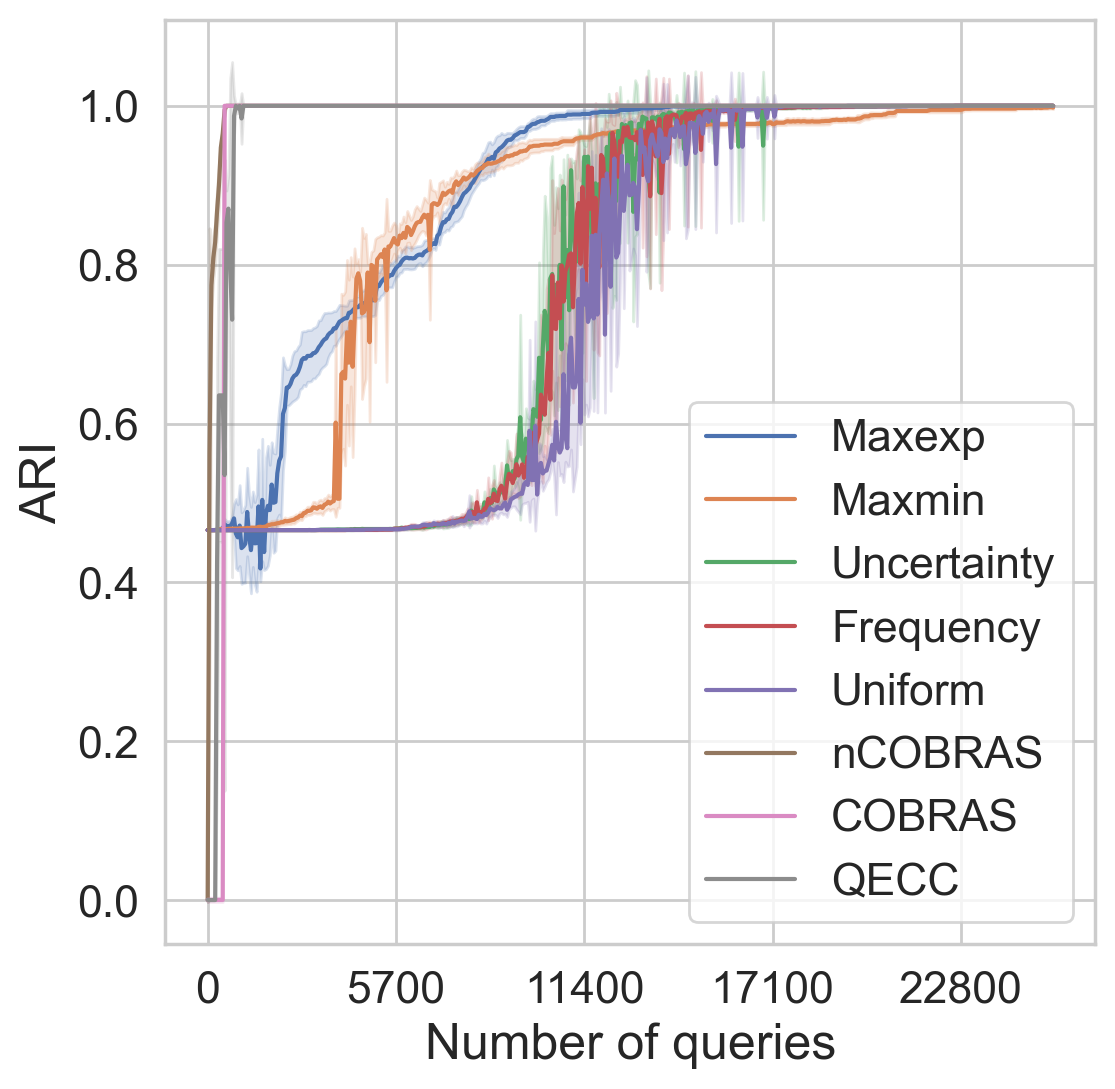 ARI
1.0
0.8
0.6
0.4
0.2
0.0
Maxexp
Maxmin
Uncertainty
Frequency
Uniform
nCOBRAS
COBRAS
QECC
0 5700 11400 17100 22800
Number of queries